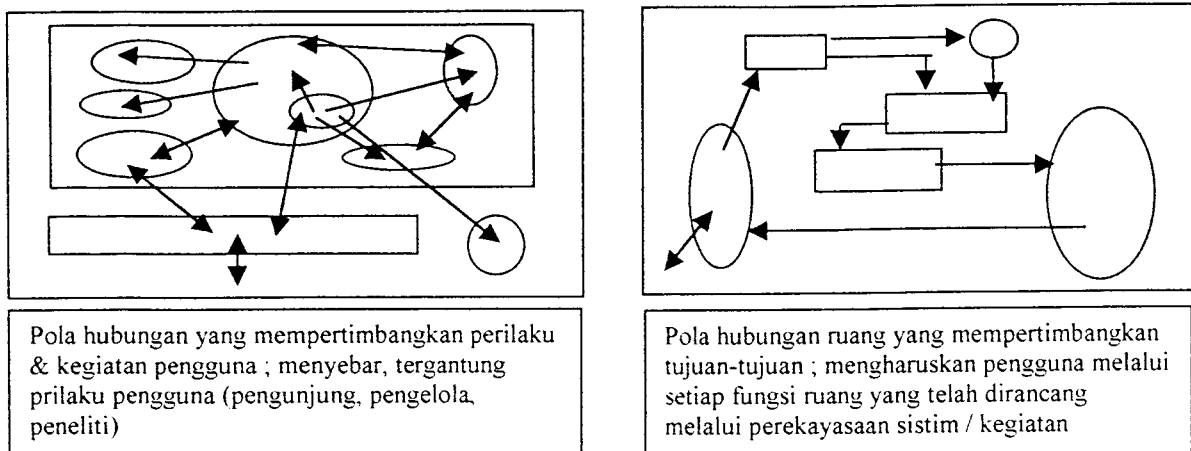 Pola hubungan yang mempertimbangkan perilaku
& kegiatan pengguna ; menyebar, tergantung
prilaku pengguna (pengunjung, pengelola,
peneliti)
Pola hubungan ruang yang mempertimbangkan
tujuan-tujuan ; mengharuskan pengguna melalui
setiap fungsi ruang yang telah dirancang
melalui perekayasaan sistim / kegiatan